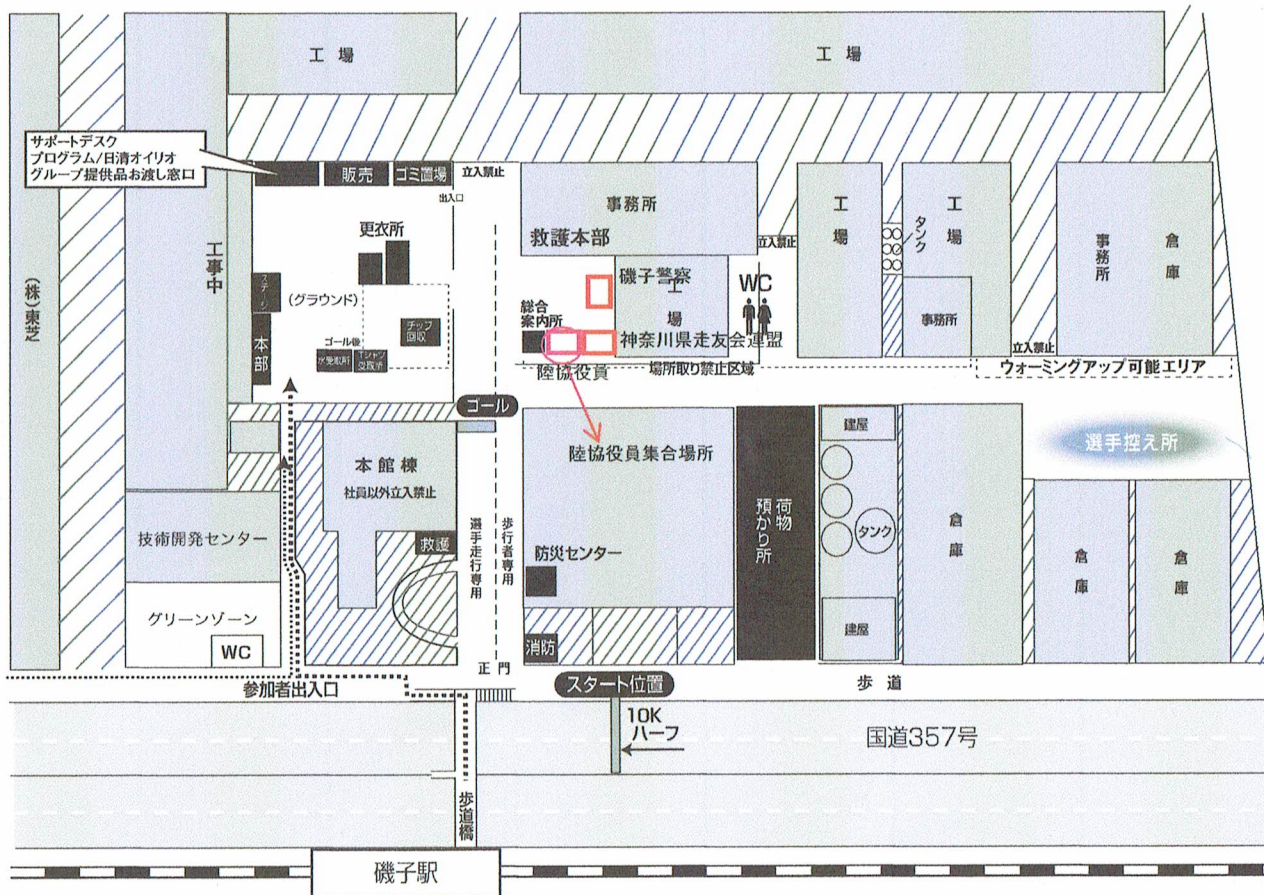 工場
工場
サポートデスク
プログラム/日清オイリオ
グループ提供品お渡し窓口
販売
ゴミ置場
立入禁止
出入口
事務所
救護本部
立入禁止
工場
タンク
工場
事務所
倉庫
(株)東芝
工事中
更衣所
ステージ
(グラウンド)
本部
チップ
回収
ゴール後
水受取所
Tシャツ
受取所
総合
案内所
磯子警察
工場
WC
神奈川県走友会連盟
陸協役員
場所取り禁止区域
事務所
立入禁止
ウォーミングアップ可能エリア
ゴール
本館棟
社員以外立入禁止
陸協役員集合場所
荷物
預かり所
建屋
タンク
建屋
倉庫
選手控え所
倉庫
倉庫
技術開発センター
救護
選手走行専用
歩行者専用
防災センター
グリーンゾーン
WC
消防
正門
参加者出入口
スタート位置
歩道
10K
ハーフ
国道357号
歩道橋
磯子駅